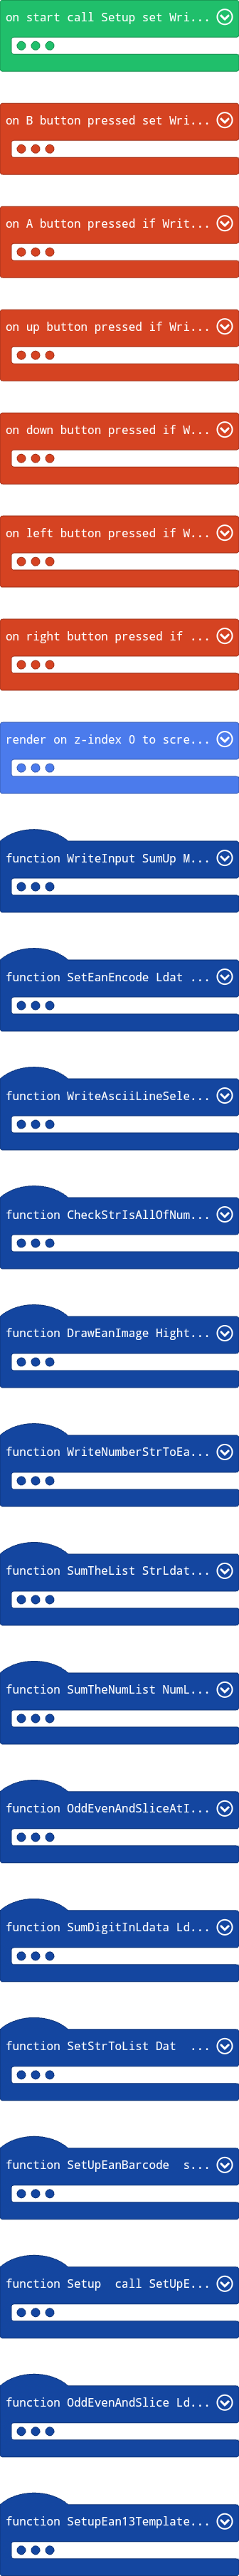 on start call Setup set Wri...
on B button pressed set Wri...
on A button pressed if Writ...
on up button pressed if Wri...
on down button pressed if W...
on left button pressed if W...
on right button pressed if ...
render on z-index 0 to scre...
function WriteInput SumUp M...
function SetEanEncode Ldat ...
function WriteAsciiLineSele...
function CheckStrIsAllOfNum...
function DrawEanImage Hight...
function WriteNumberStrToEa...
function SumTheList StrLdat...
function SumTheNumList NumL...
function OddEvenAndSliceAtI...
function SumDigitInLdata Ld...
function SetStrToList Dat  ...
function SetUpEanBarcode  s...
function Setup  call SetUpE...
function OddEvenAndSlice Ld...
function SetupEan13Template...